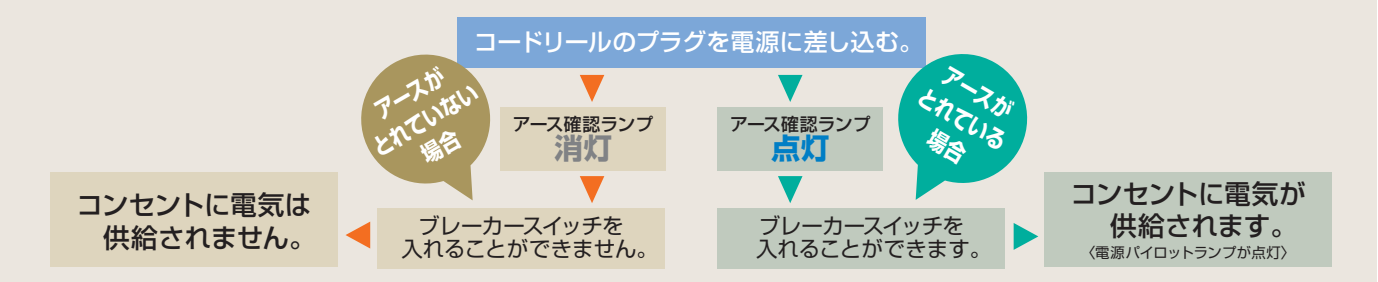 コードリールのプラグを電源に差し込む。
アースが
とれていない
場合
アース確認ランプ
消灯
ブレーカースイッチを
入れることができません。
コンセントに電気は
供給されません。
アースが
とれている
場合
アース確認ランプ
点灯
ブレーカースイッチを
入れることができます。
コンセントに電気が
供給されます。
〈電源パイロットランプが点灯〉